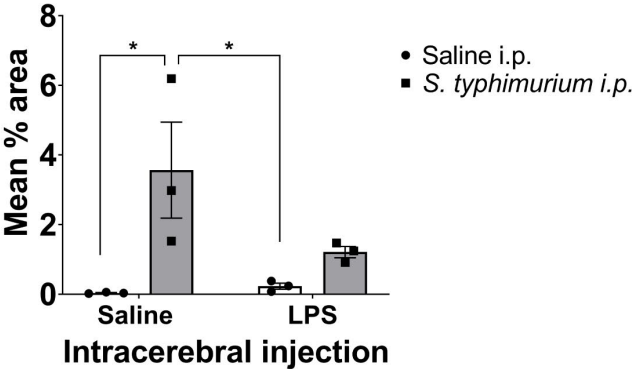 Mean % area
8
6
4
2
0
* *
Saline LPS
Intracerebral injection
Saline i.p.
S. typhimurium i.p.